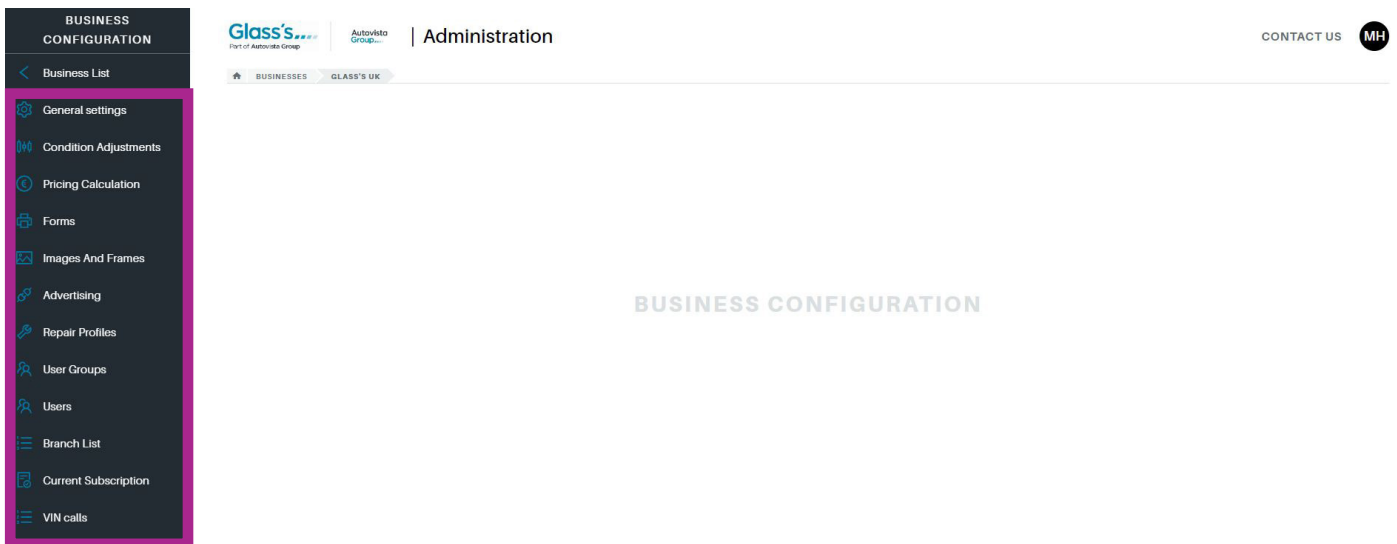 BUSINESS
CONFIGURATION
Business List
General settings
Condition Adjustments
Pricing Calculation
Forms
Images And Frames
Advertising
Repair Profiles
User Groups
Users
Branch List
Current Subscription
VIN calls
Glass's....
Part of Autovista Group
Autovista
Group....
| Administration
CONTACT US
MH
BUSINESSES
GLASS'S UK
BUSINESS CONFIGURATION